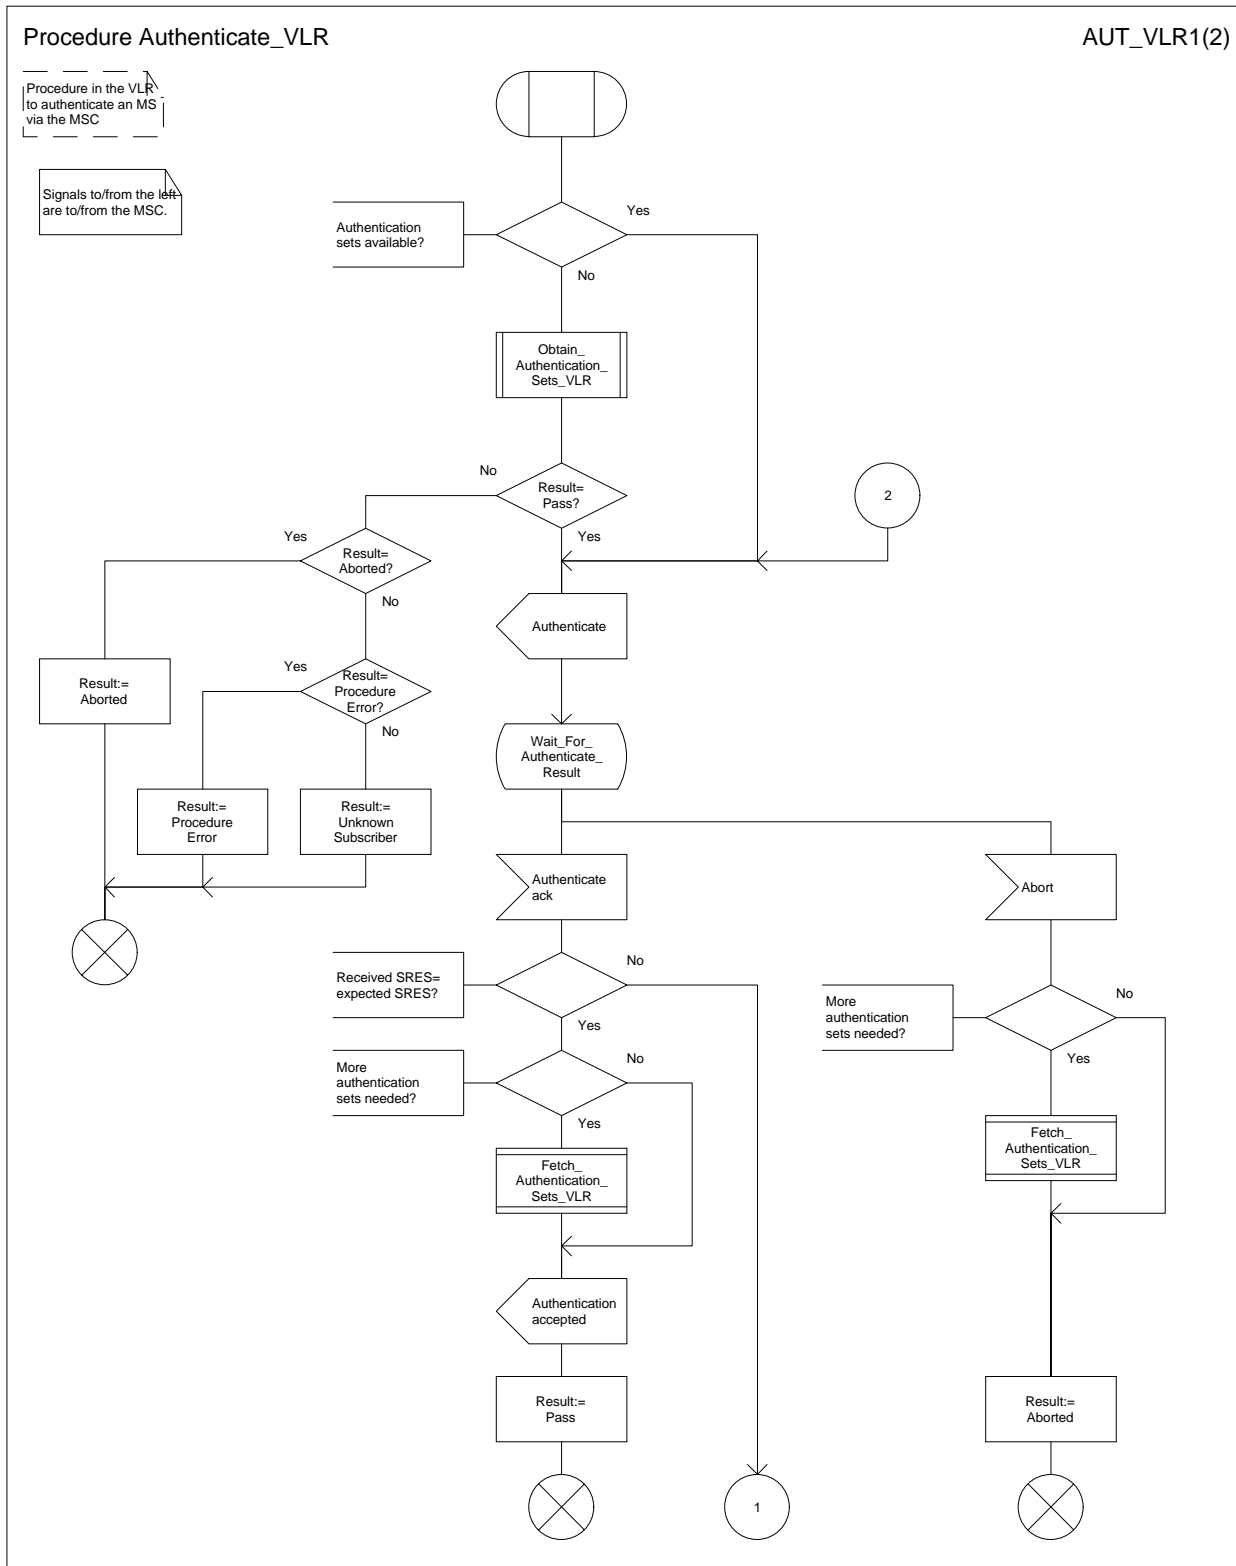 Procedure Authenticate_VLR
AUT_VLR1(2)
Procedure in the VLR
to authenticate an MS
via the MSC
Signals to/from the left
are to/from the MSC.
Authentication
sets available?
Yes
No
Obtain_
Authentication_
Sets_VLR
No
Result=
Pass?
Yes
2
Yes
Result=
Aborted?
No
Authenticate
Result:=
Aborted
Yes
Result=
Procedure
Error?
No
Wait_For_
Authenticate_
Result
Result:=
Procedure
Error
Result:=
Unknown
Subscriber
Authenticate
ack
Abort
Received SRES=
expected SRES?
No
Yes
More
authentication
sets needed?
No
Yes
More
authentication
sets needed?
No
Yes
Fetch_
Authentication_
Sets_VLR
Fetch_
Authentication_
Sets_VLR
Authentication
accepted
Result:=
Pass
Result:=
Aborted
1